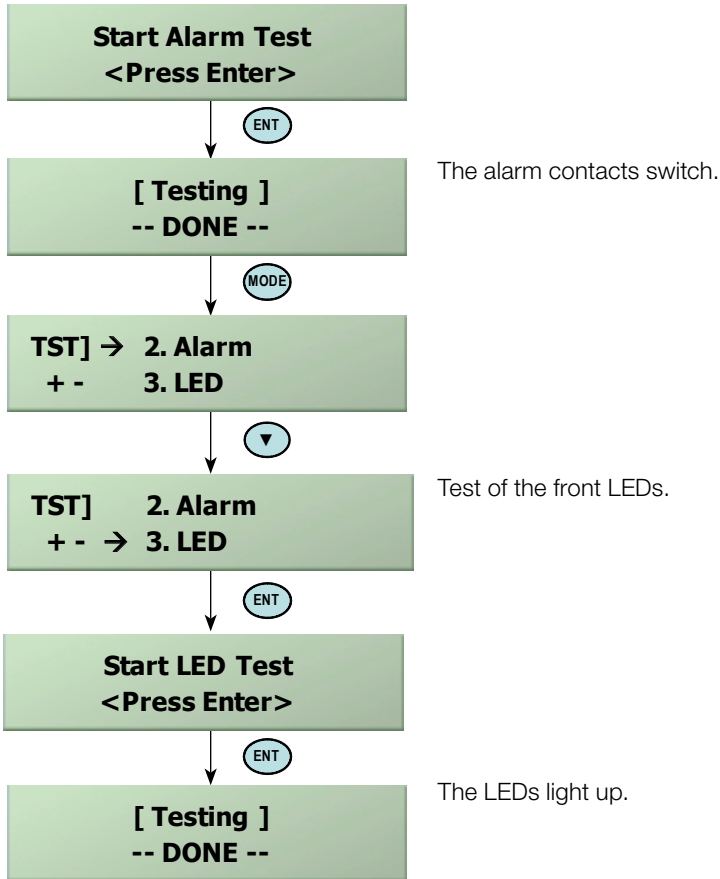 Start Alarm Test
<Press Enter>
ENT
[ Testing ]
-- DONE --
The alarm contacts switch.
MODE
TST] → 2. Alarm
+ - 3. LED
▼
TST] 2. Alarm
+ - → 3. LED
Test of the front LEDs.
ENT
Start LED Test
<Press Enter>
ENT
[ Testing ]
-- DONE --
The LEDs light up.